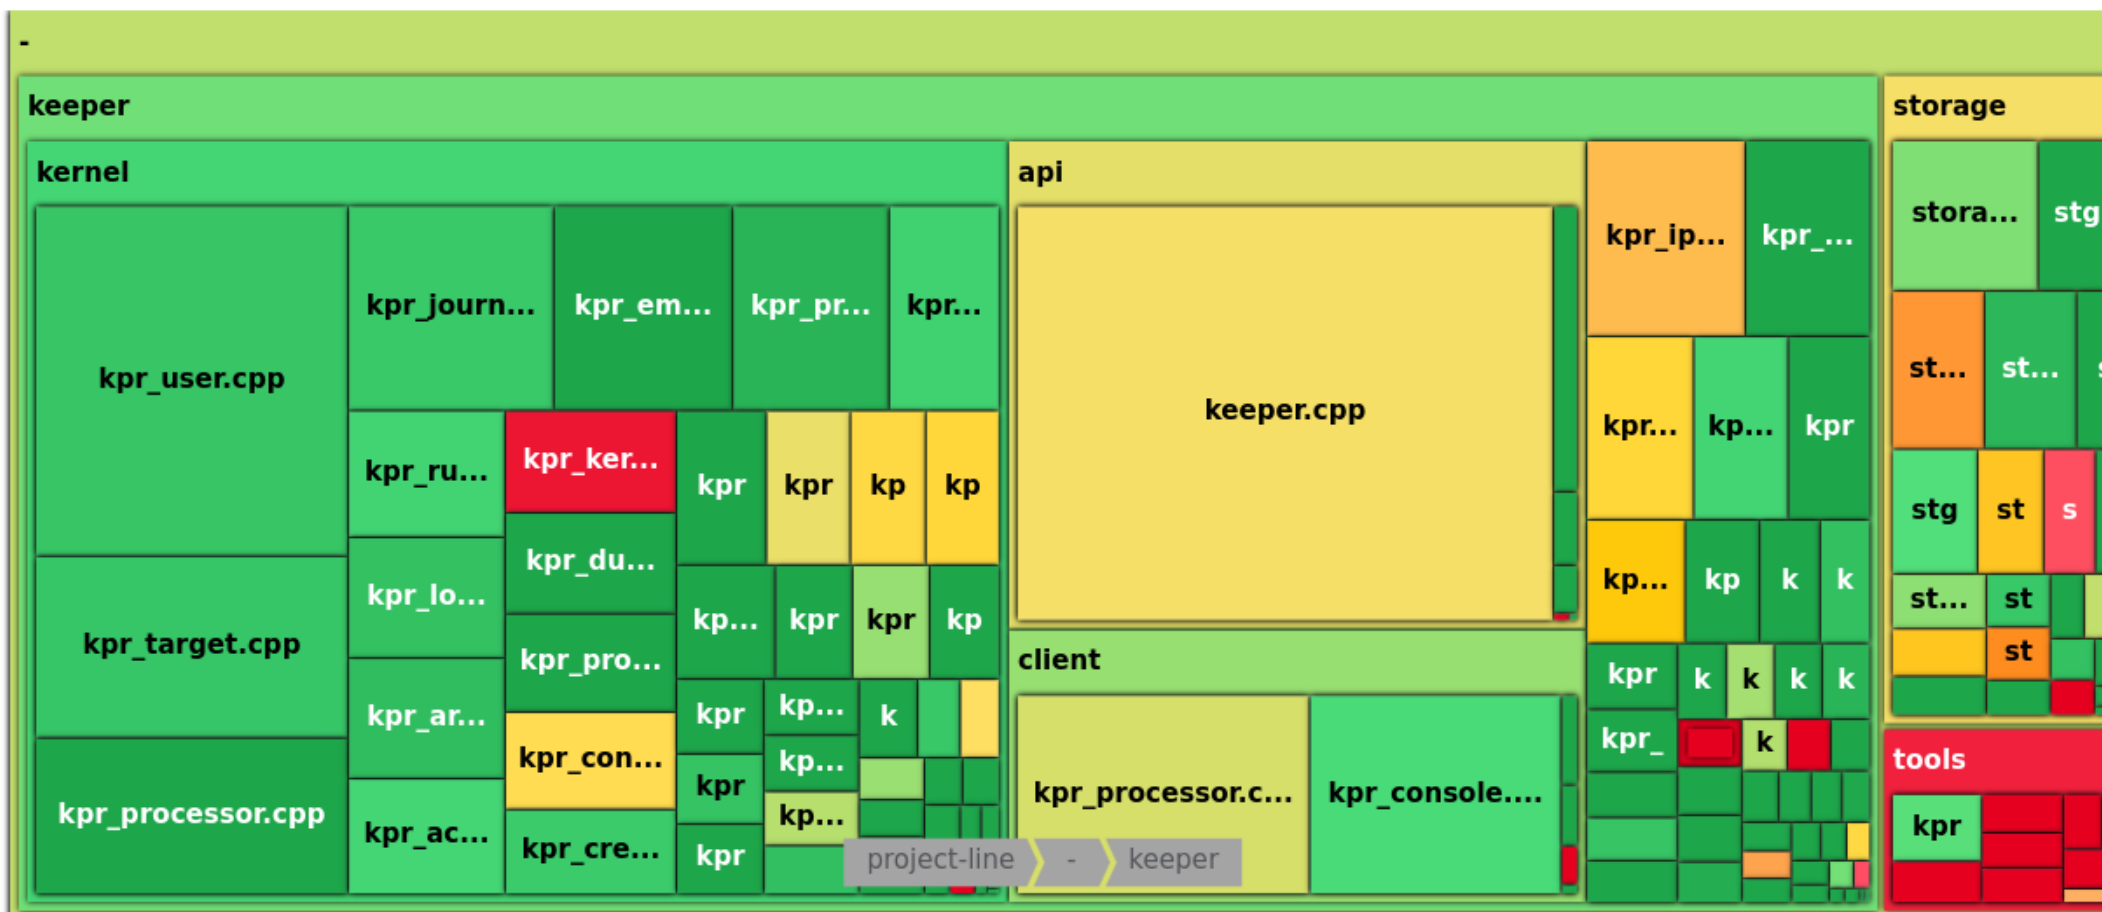 -
keeper
storage
kernel
api
kpr_user.cpp
kpr_target.cpp
kpr_processor.cpp
kpr_journ...
kpr_em...
kpr_pr...
kpr...
kpr_ru...
kpr_lo...
kpr_ar...
kpr_ac...
kpr_ker...
kpr_du...
kpr_pro...
kpr_con...
kpr_cre...
kpr
kpr
kp
kp
kp...
kpr
kpr
kp
kpr
kpr
kpr
kp...
kp...
kp...
k
keeper.cpp
client
kpr_processor.c...
kpr_console....
kpr_ip...
kpr_...
kpr...
kp...
kpr
kp...
kp
k
k
kpr
k
k
k
k
kpr_
k
stora...
stg
st...
st...
stg
st
s
st...
st
st
tools
kpr
project-line
-
keeper